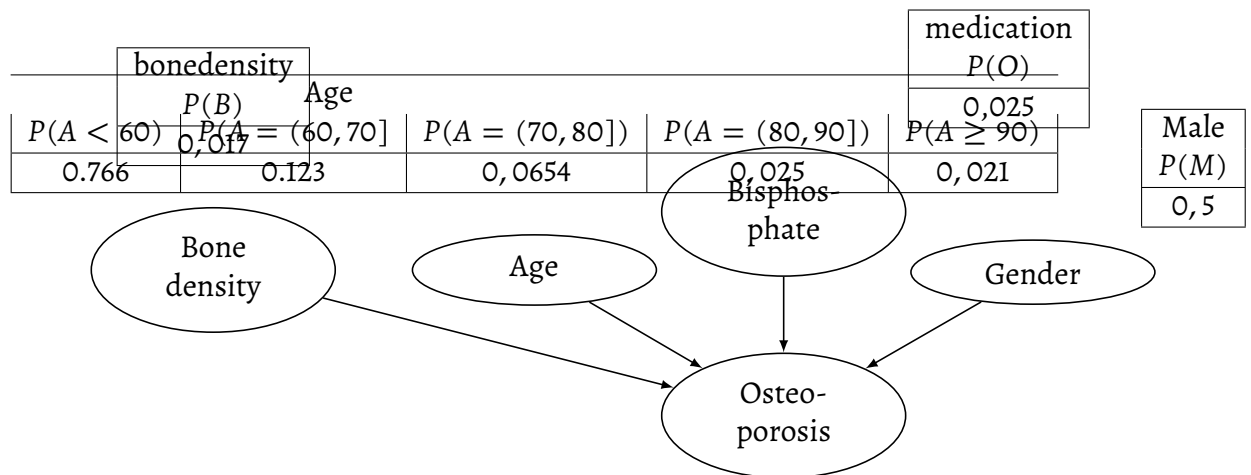 medication
P(O)
0,025
bonedensity
P(B)
0,017
Age
P(A < 60) P(A = (60, 70] P(A = (70, 80]) P(A = (80, 90]) P(A ≥ 90)
0.766 0.123 0, 0654 0, 025 0, 021
Male
P(M)
0, 5
Bisphos-
phate
Bone
density
Age
Gender
Osteo-
porosis